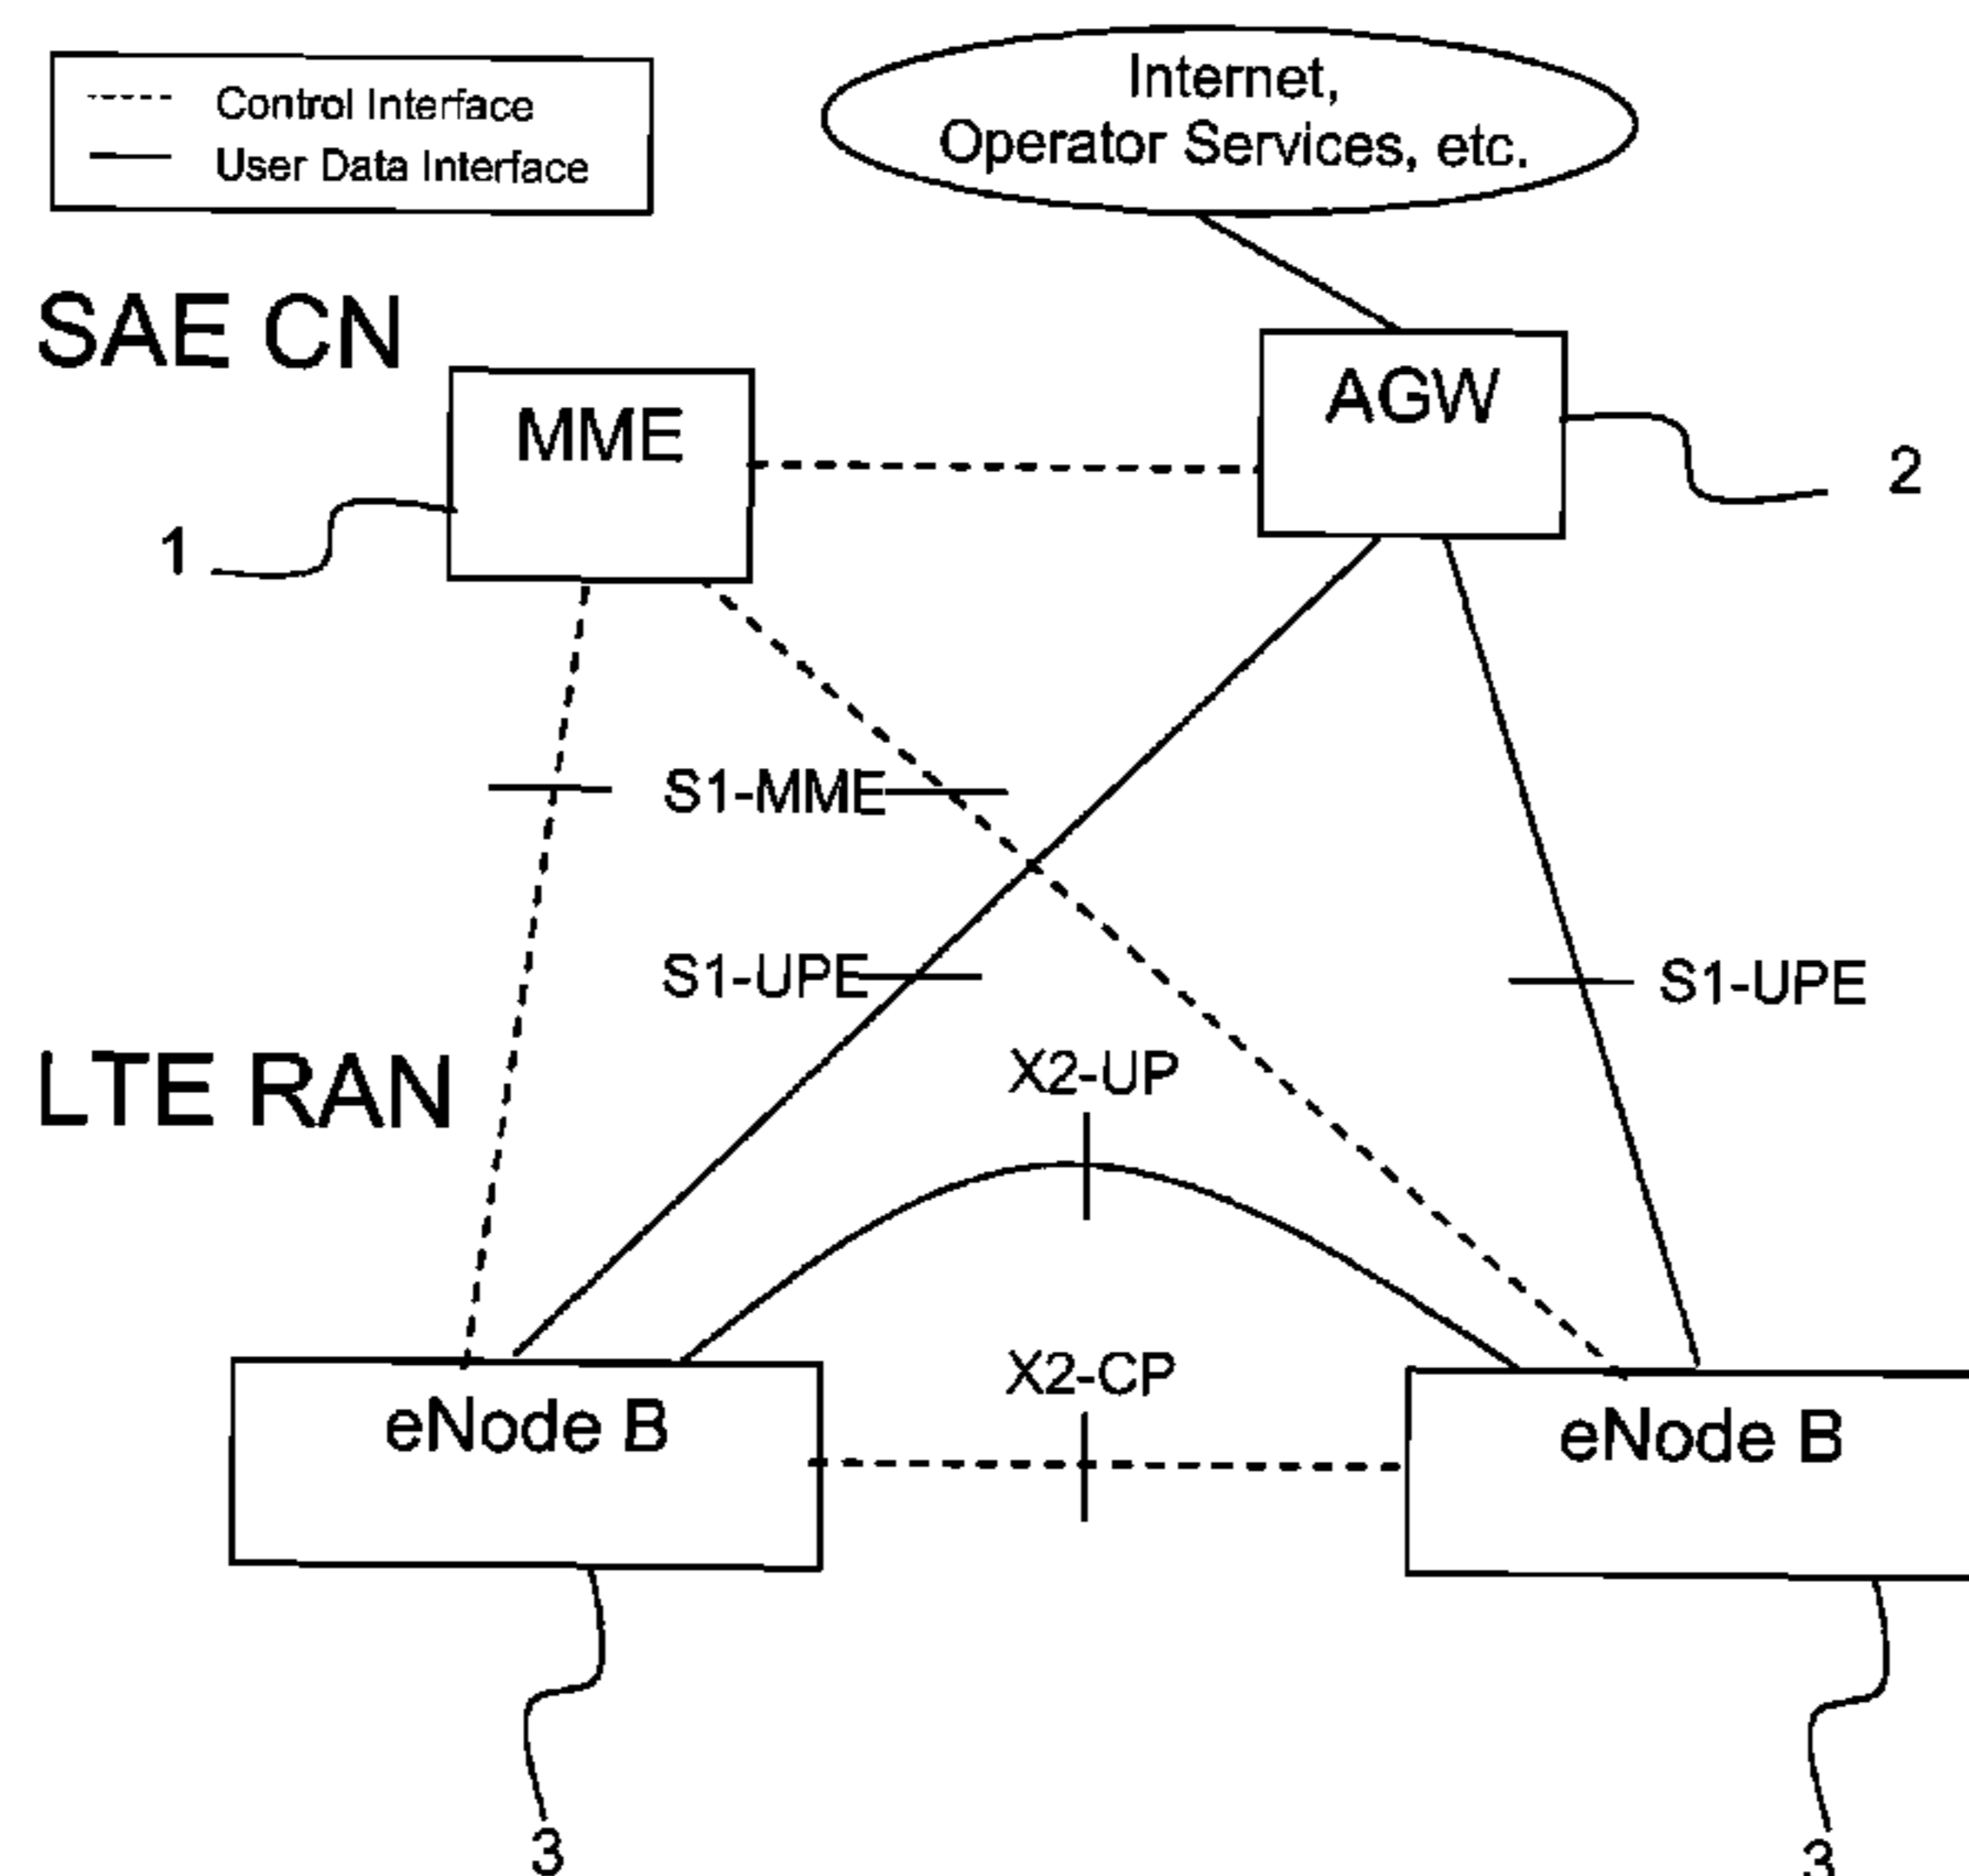 Control Interface
User Data Interface
Internet,
Operator Services, etc.
SAE CN
MME
AGW
1
2
S1-MME
S1-UPE
S1-UPE
LTE RAN
X2-UP
X2-CP
eNode B
eNode B
3
3